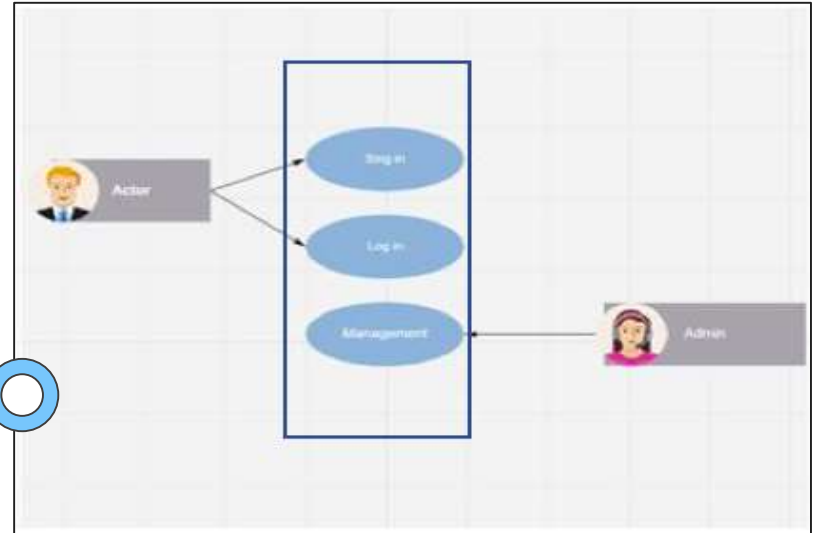 Sing in
Actor
Log in
Management
Admin